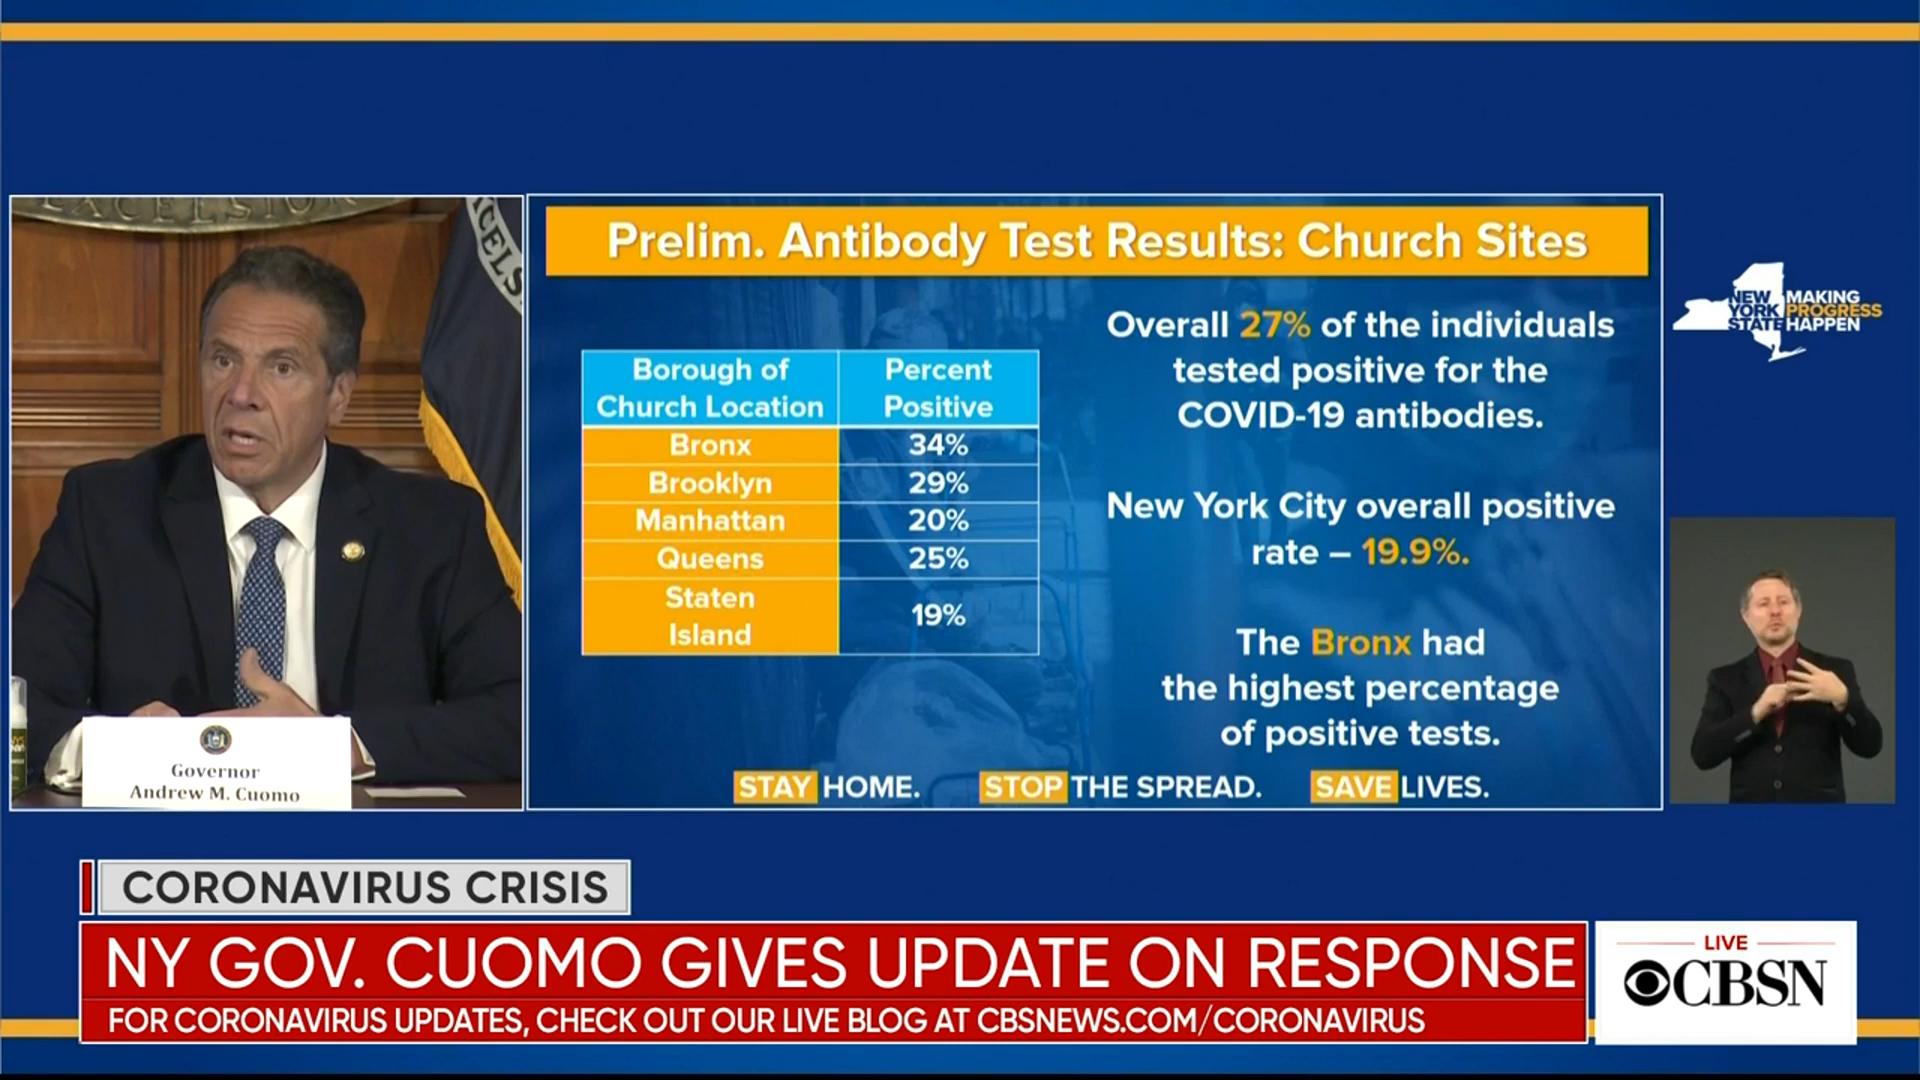 EXCELSIOR
EXCELS
Governor
Andrew M. Cuomo
Prelim. Antibody Test Results: Church Sites
Borough of
Church Location
Percent
Positive
Bronx 34%
Brooklyn 29%
Manhattan 20%
Queens 25%
Staten
Island
19%
Overall 27% of the individuals
tested positive for the
COVID-19 antibodies.
New York City overall positive
rate – 19.9%.
The Bronx had
the highest percentage
of positive tests.
STAY HOME. STOP THE SPREAD. SAVE LIVES.
NEW
YORK
STATE
MAKING
PROGRESS
HAPPEN
CORONAVIRUS CRISIS
NY GOV. CUOMO GIVES UPDATE ON RESPONSE
FOR CORONAVIRUS UPDATES, CHECK OUT OUR LIVE BLOG AT CBSNEWS.COM/CORONAVIRUS
LIVE
CBSN